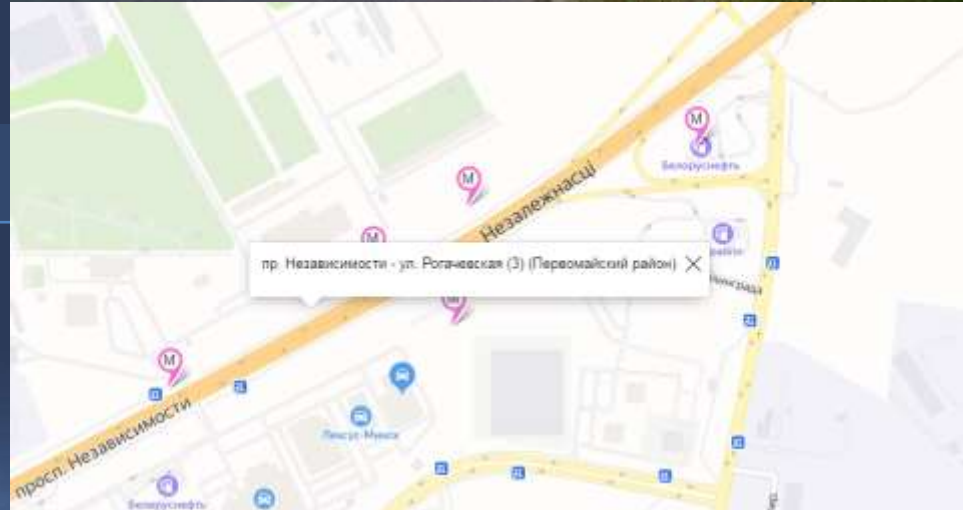 М
Белоруснефть
М
Незалежнасці
М
пр. Независимости - ул. Рогачевская (3) (Первомайский район)
М
М
Лексус-Минск
просп. Независимости
Белоруснефть